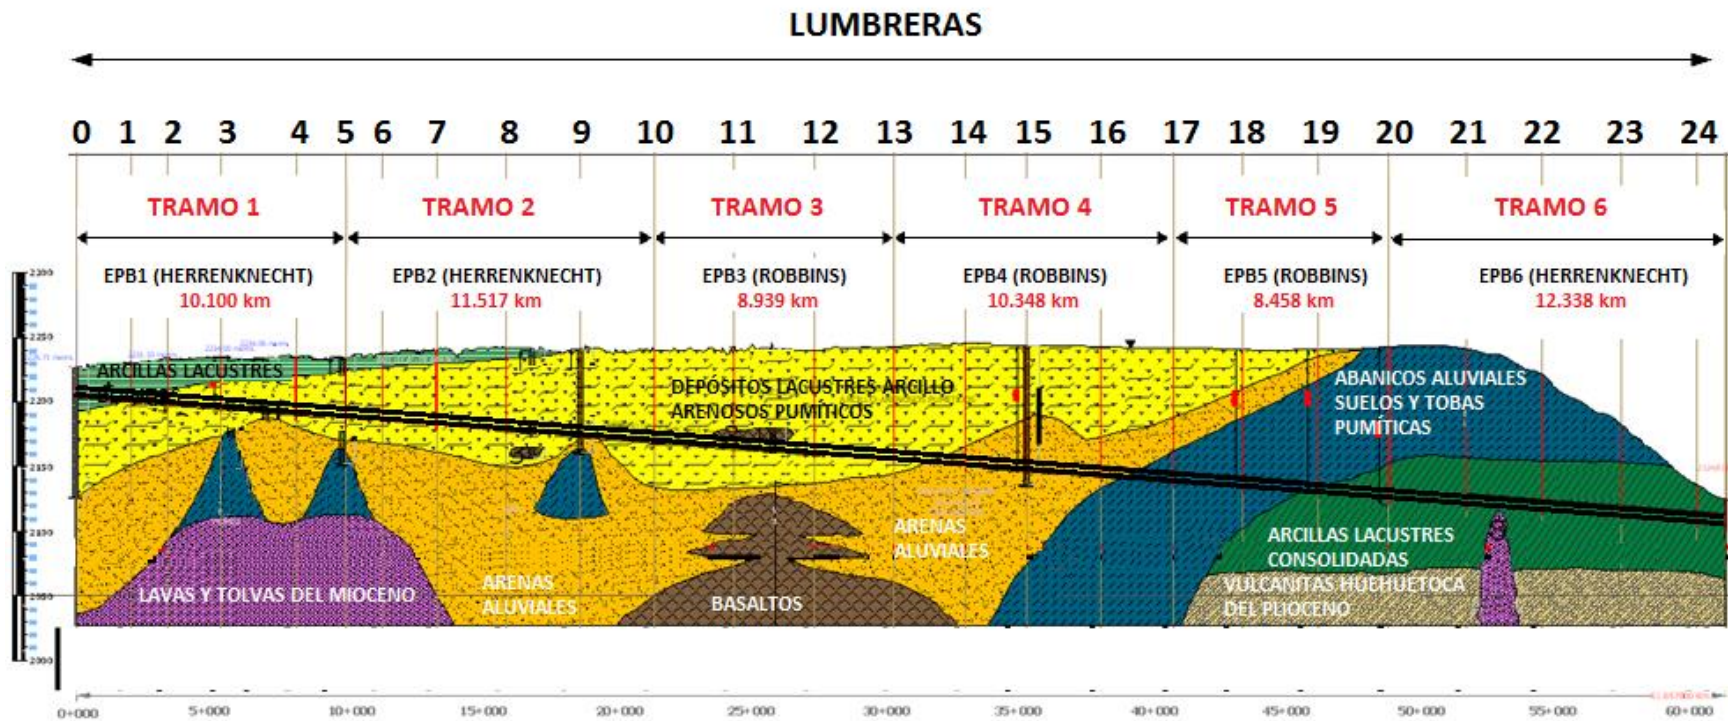 LUMBRERAS
0 1 2 3 4 5 6 7 8 9 10 11 12 13 14 15 16 17 18 19 20 21 22 23 24
TRAMO 1 TRAMO 2 TRAMO 3 TRAMO 4 TRAMO 5 TRAMO 6
EPB1 (HERRENKNECHT) EPB2 (HERRENKNECHT) EPB3 (ROBBINS) EPB4 (ROBBINS) EPB5 (ROBBINS) EPB6 (HERRENKNECHT)
10.100 km 11.517 km 8.939 km 10.348 km 8.458 km 12.338 km
ARCILLAS LACUSTRES
DEPÓSITOS LACUSTRES ARCILLO
ARENOSOS PUMÍTICOS
ABANICOS ALUVIALES
SUELOS Y TOBAS
PUMÍTICAS
ARENAS
ALUVIALES
ARCILLAS LACUSTRES
CONSOLIDADAS
LAVAS Y TOLVAS DEL MIOCENO
ARENAS
ALUVIALES
BASALTOS
VULCANITAS HUEHUETOCA
DEL PLIOCENO
0+000 5+000 10+000 15+000 20+000 25+000 30+000 35+000 40+000 45+000 50+000 55+000 60+000